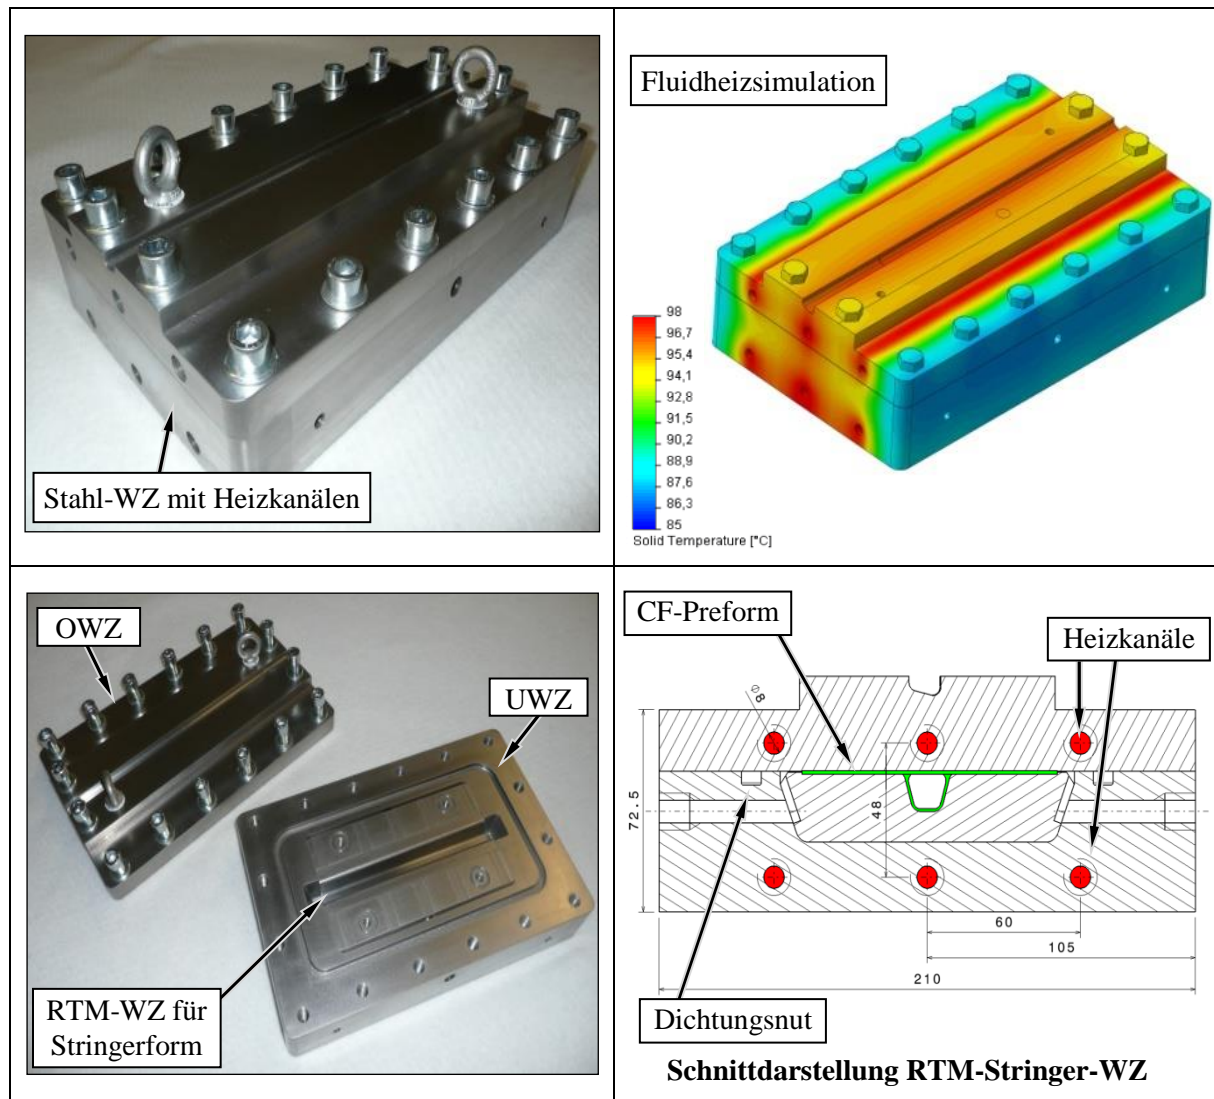 Stahl-WZ mit Heizkanälen
Fluidheizsimulation
98
96,7
95,4
94,1
92,8
91,5
90,2
88,9
87,6
86,3
85
Solid Temperature [°C]
OWZ
UWZ
RTM-WZ für
Stringerform
CF-Preform
Heizkanäle
Ø8
72.5
48
60
105
210
Dichtungsnut
Schnittdarstellung RTM-Stringer-WZ